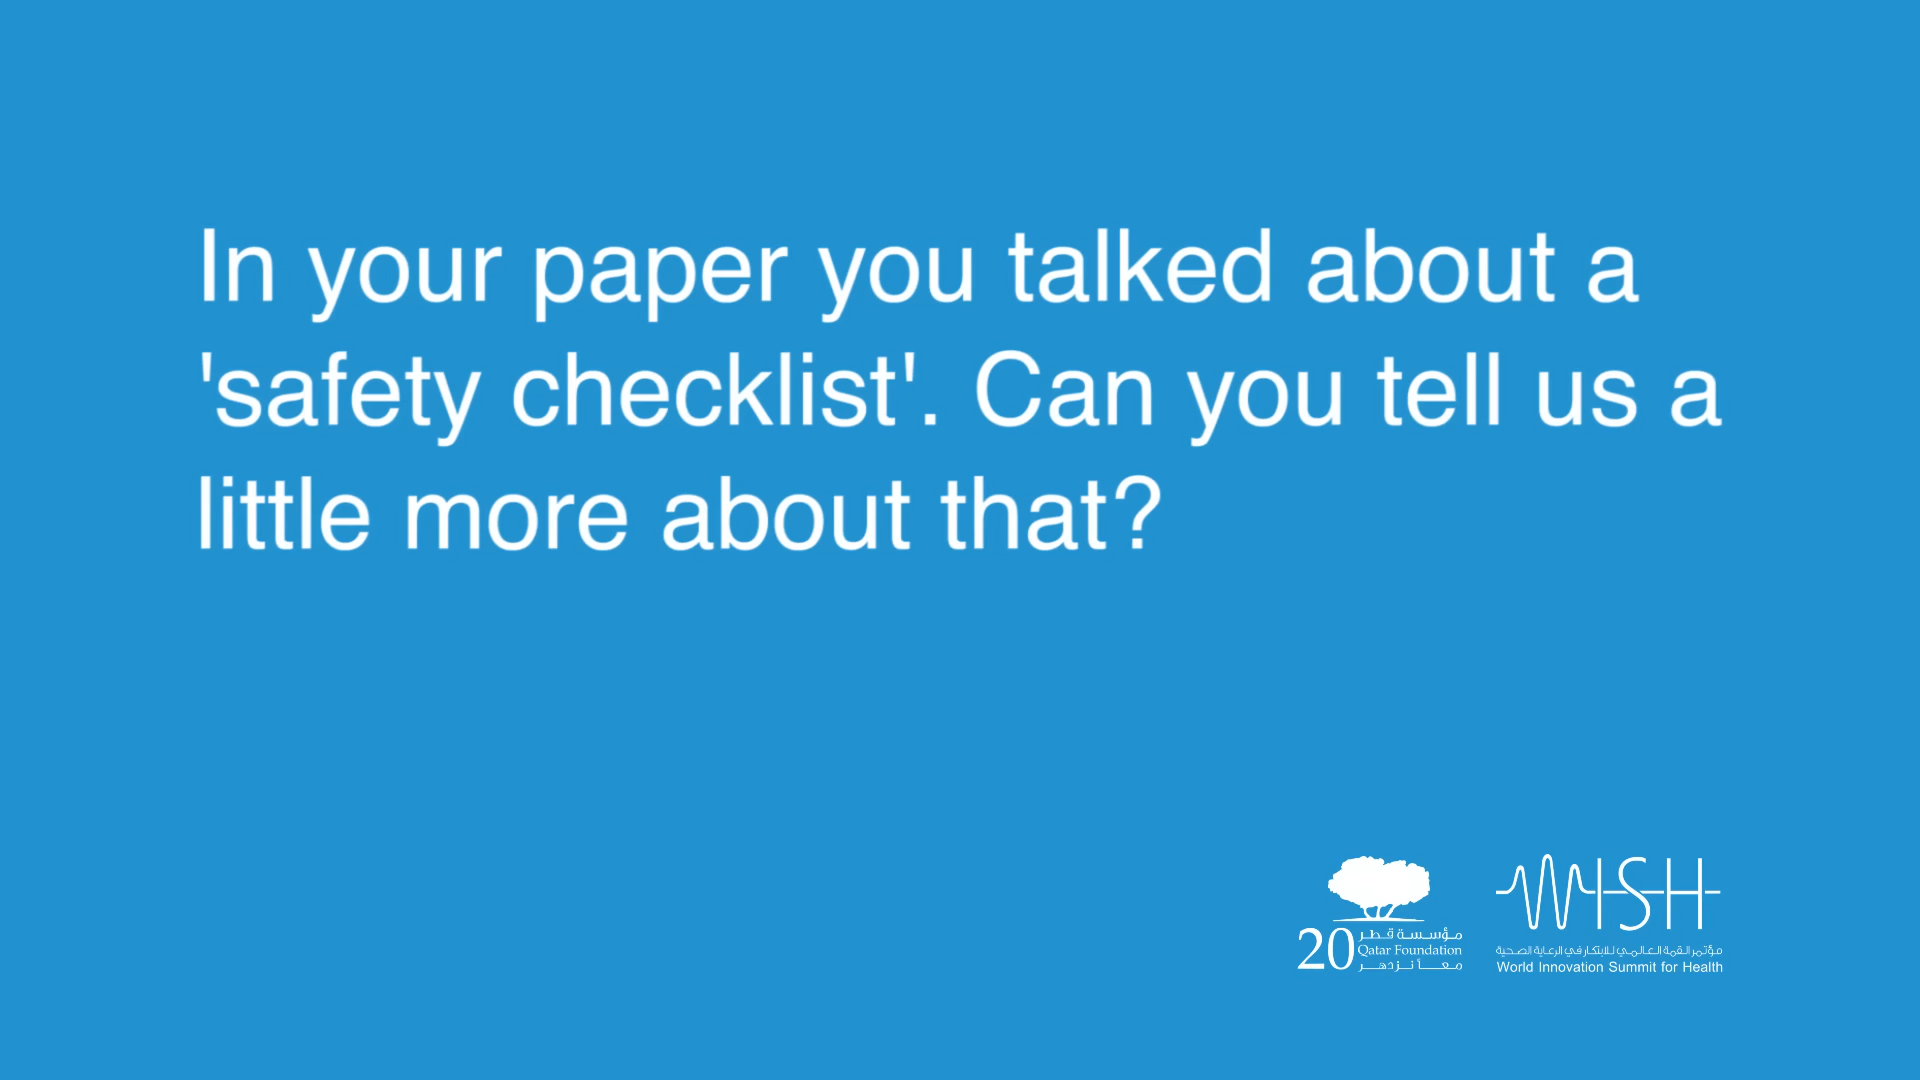 In your paper you talked about a
'safety checklist'. Can you tell us a
little more about that?
20
مؤسسة قطر
Qatar Foundation
معاً نزدهر
WISH
مؤتمر القمة العالمي للابتكار في الرعاية الصحية
World Innovation Summit for Health